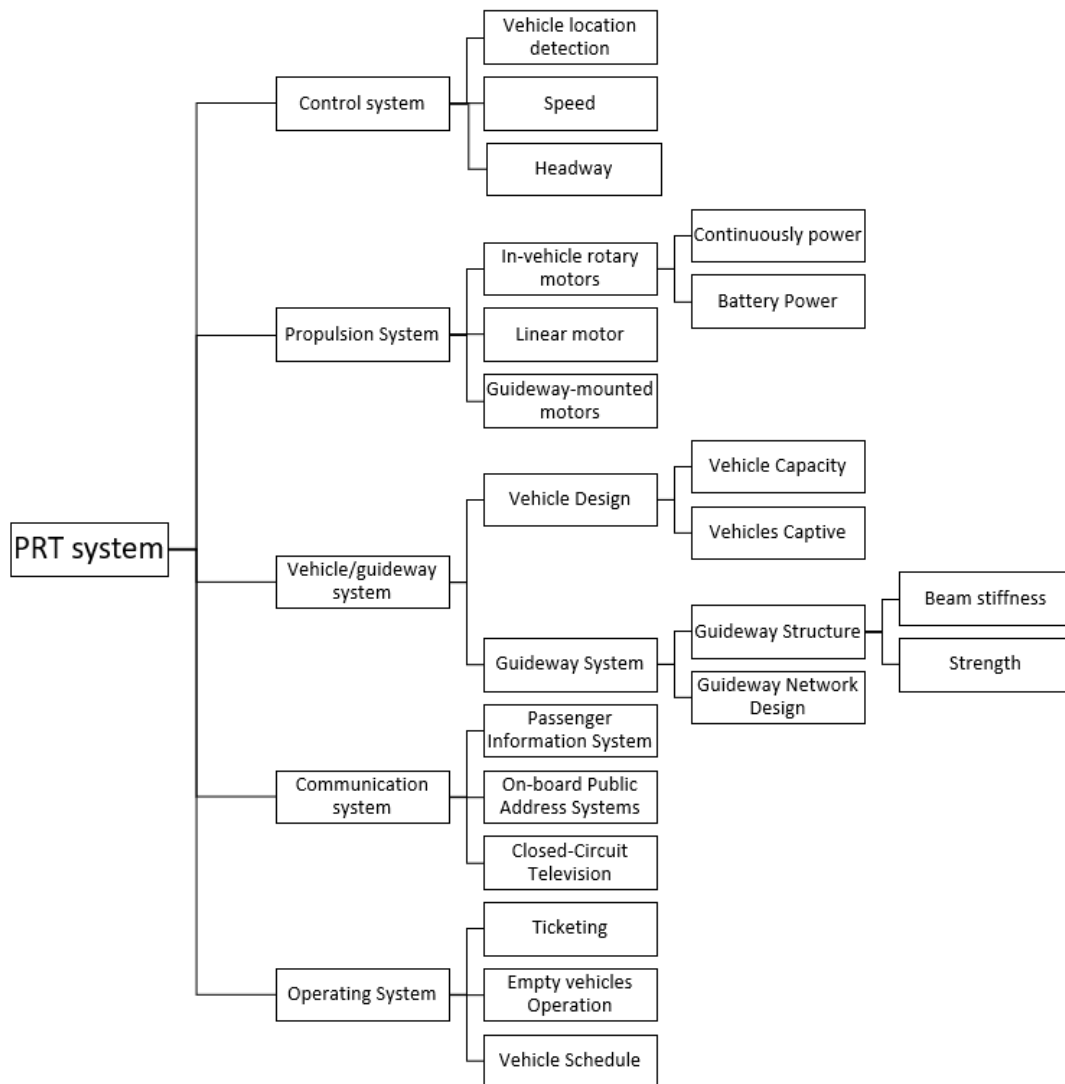 Vehicle location
detection
Control system
Speed
Headway
Continuously power
In-vehicle rotary
motors
Battery Power
Propulsion System
Linear motor
Guideway-mounted
motors
Vehicle Capacity
Vehicle Design
Vehicles Captive
PRT system
Vehicle/guideway
system
Beam stiffness
Guideway Structure
Guideway System
Strength
Guideway Network
Design
Passenger
Information System
Communication
system
On-board Public
Address Systems
Closed-Circuit
Television
Ticketing
Operating System
Empty vehicles
Operation
Vehicle Schedule